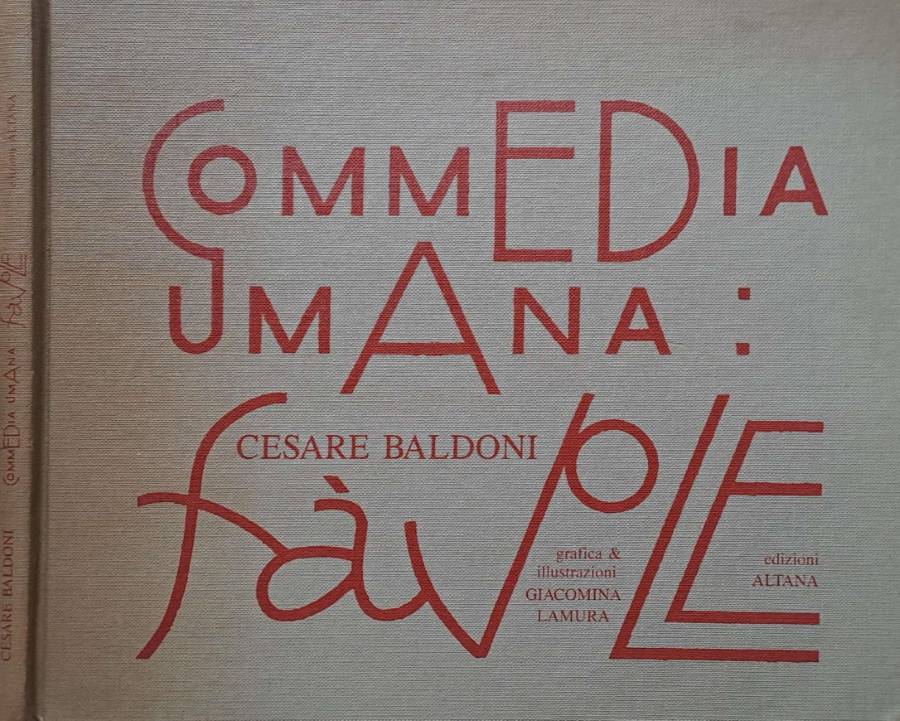 COMMEDIA
UMANA :
CESARE BALDONI
fàVOLE
grafica &
illustrazioni
GIACOMINA
LAMURA
edizioni
ALTANA
CESARE BALDONI COMMEDIA UMANA fàVOLE edizioni ALTANA